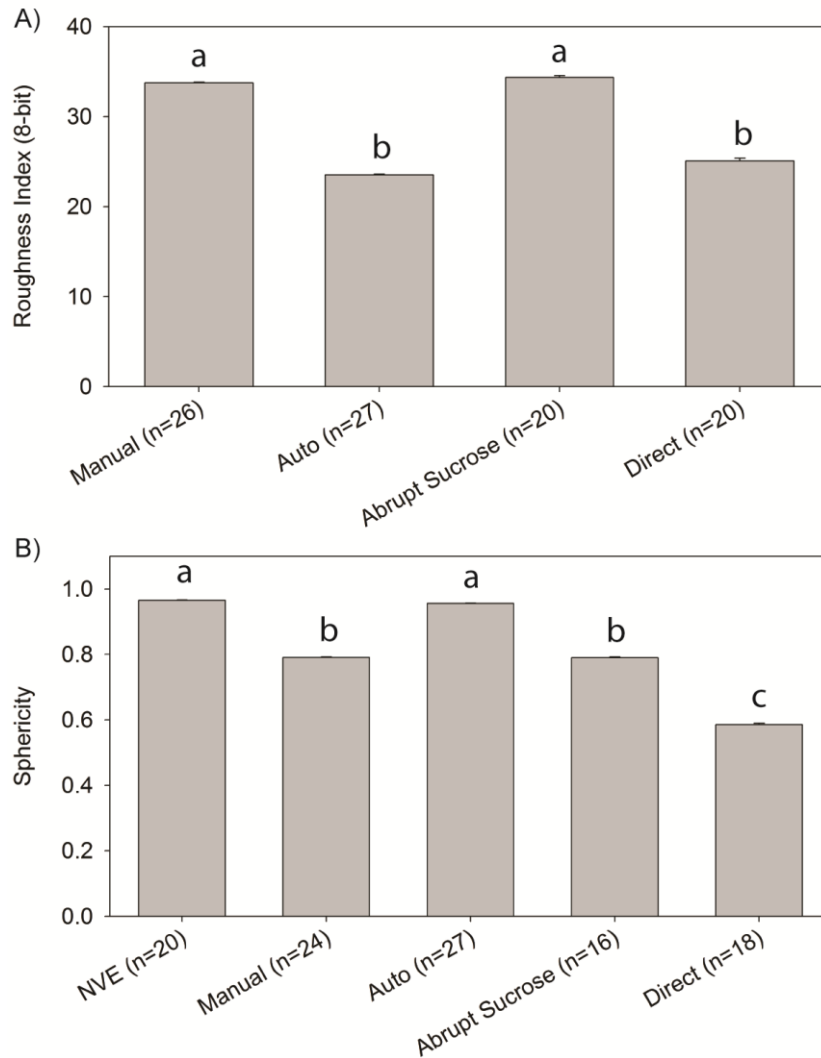 A)
Roughness Index (8-bit)
40
30
20
10
0
a
b
a
b
Manual (n=26)
Auto (n=27)
Abrupt Sucrose (n=20)
Direct (n=20)
B)
Sphericity
1.0
0.8
0.6
0.4
0.2
0.0
a
b
a
b
c
NVE (n=20)
Manual (n=24)
Auto (n=27)
Abrupt Sucrose (n=16)
Direct (n=18)